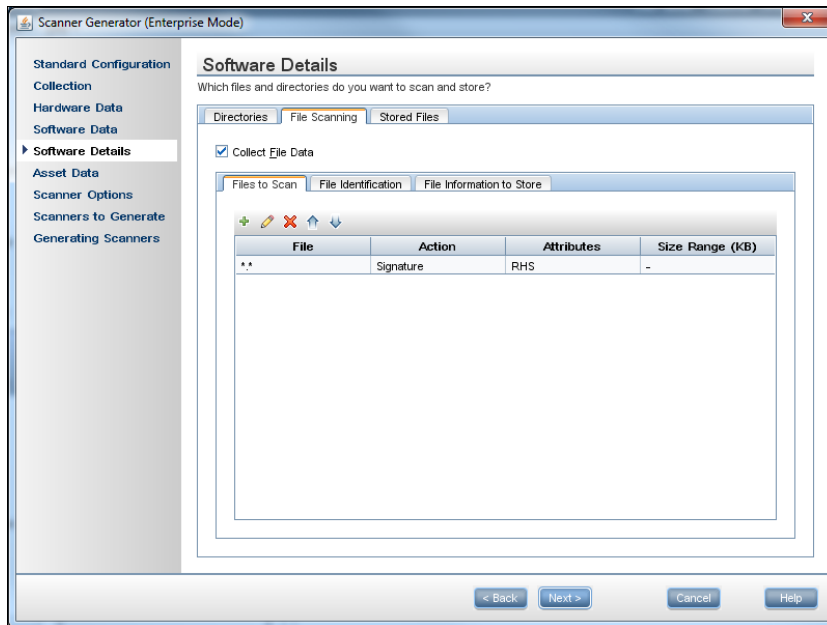 Scanner Generator (Enterprise Mode)
Standard Configuration
Collection
Hardware Data
Software Data
Software Details
Asset Data
Scanner Options
Scanners to Generate
Generating Scanners
Software Details
Which files and directories do you want to scan and store?
Directories File Scanning Stored Files
Collect File Data
Files to Scan File Identification File Information to Store
File Action Attributes Size Range (KB)
*.* Signature RHS -
< Back Next > Cancel Help